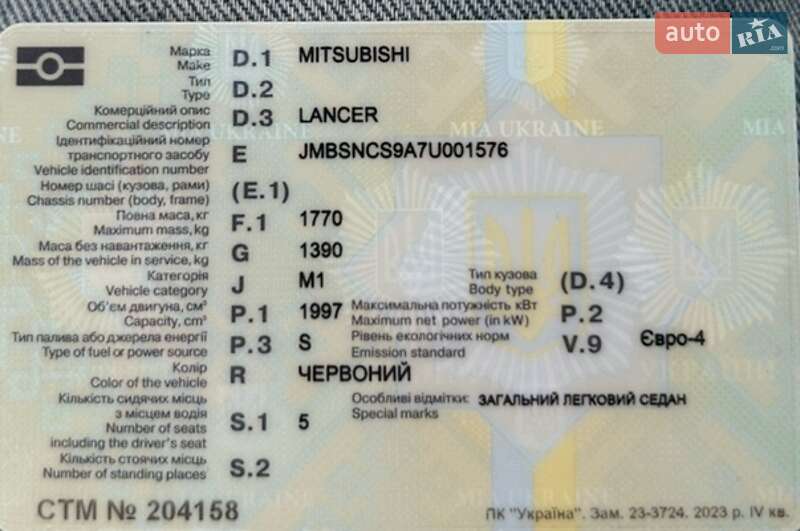 auto RIA .com
Марка D.1 MITSUBISHI
Make
Тип D.2
Type
Комерційний опис D.3 LANCER
Commercial description
MIA UKRAINE MIA UKRAINE MIA
Ідентифікаційний номер
транспортного засобу E JMBSNCS9A7U001576
Vehicle identification number
Номер шасі (кузова, рами) (E.1)
Chassis number (body, frame)
Повна маса, кг F.1 1770
Maximum mass, kg
Маса без навантаження, кг G 1390
Mass of the vehicle in service, kg
Категорія J M1 Тип кузова (D.4)
Vehicle category Body type
Об'єм двигуна, см³ P.1 1997 Максимальна потужність кВт P.2
Capacity, cm³ Maximum net power (in kW)
Тип палива або джерела енергії P.3 S Рівень екологічних норм V.9 Євро-4
Type of fuel or power source Emission standard
Колір R ЧЕРВОНИЙ
Color of the vehicle
Кількість сидячих місць Особливі відмітки: ЗАГАЛЬНИЙ ЛЕГКОВИЙ СЕДАН
з місцем водія S.1 5 Special marks
Number of seats
including the driver's seat
Кількість стоячих місць S.2
Number of standing places
СТМ № 204158
ПК "Україна". Зам. 23-3724. 2023 р. IV кв.